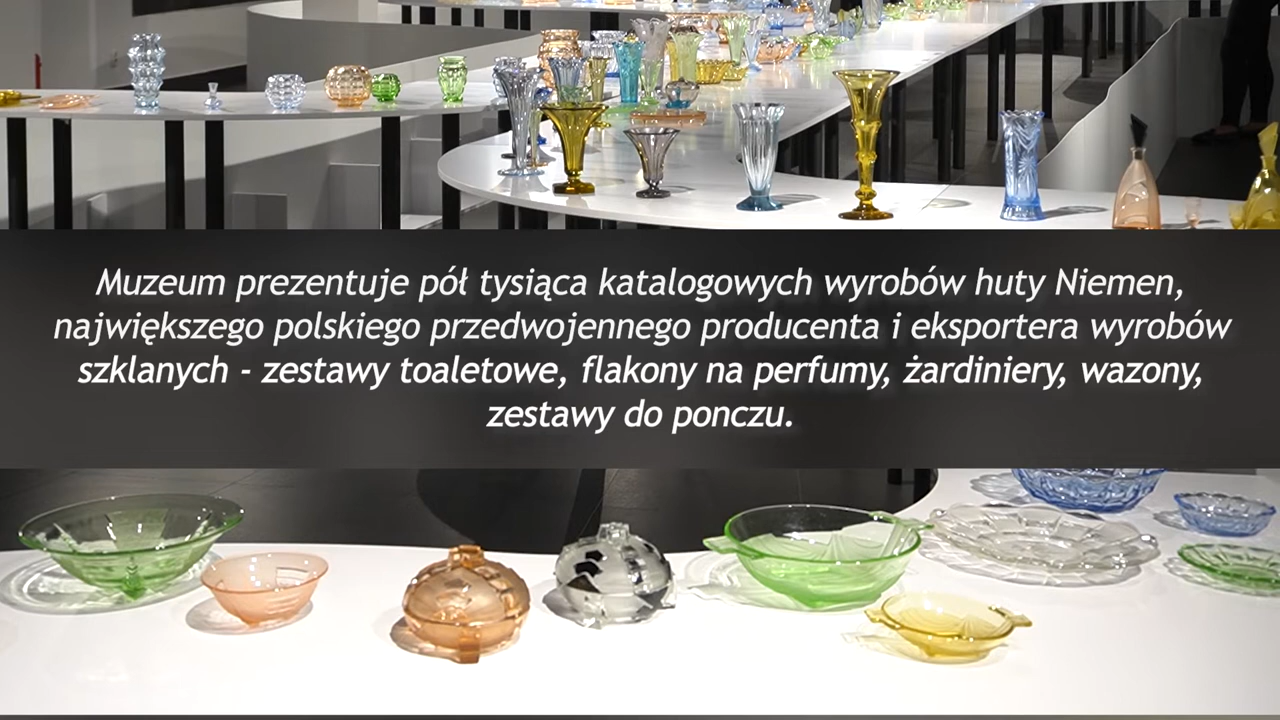 Muzeum prezentuje pół tysiąca katalogowych wyrobów huty Niemen,
największego polskiego przedwojennego producenta i eksportera wyrobów
szklanych - zestawy toaletowe, flakony na perfumy, żardiniery, wazony,
zestawy do ponczu.